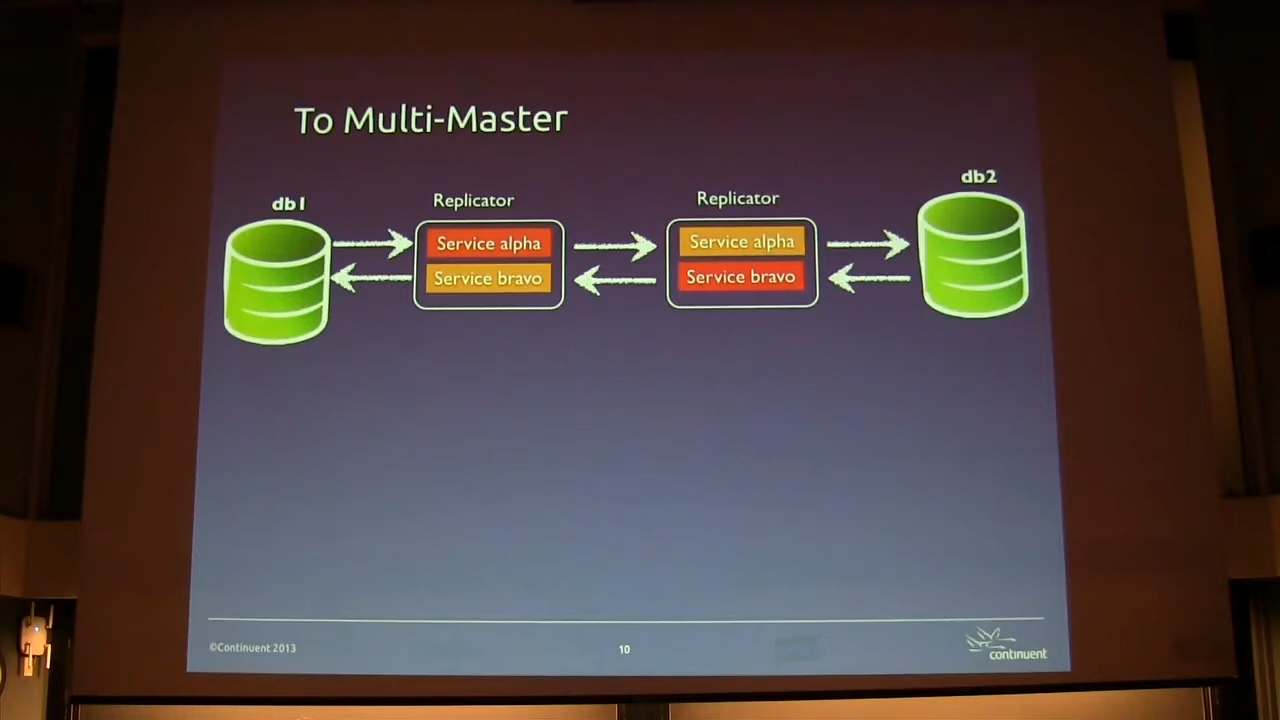 To Multi-Master
db1
Replicator
Replicator
db2
Service alpha
Service bravo
Service alpha
Service bravo
©Continuent 2013
10
continuent